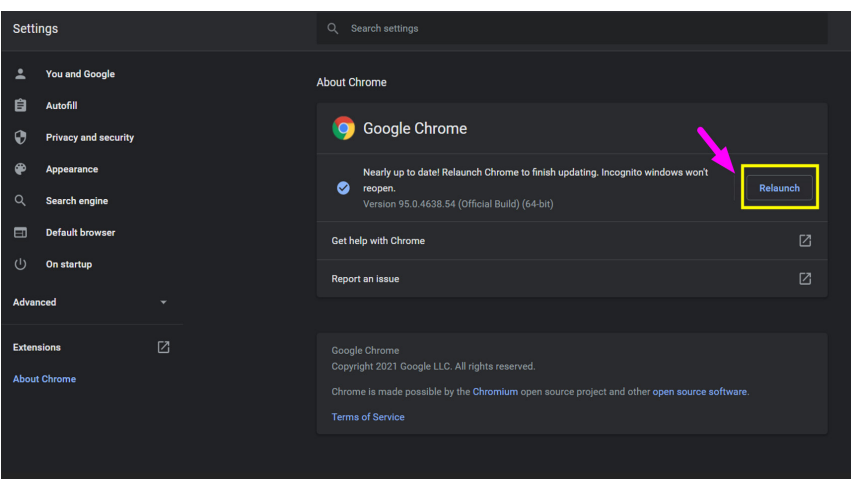 Settings
Search settings
You and Google
Autofill
Privacy and security
Appearance
Search engine
Default browser
On startup
Advanced
Extensions
About Chrome
About Chrome
Google Chrome
Nearly up to date! Relaunch Chrome to finish updating. Incognito windows won't
reopen.
Version 95.0.4638.54 (Official Build) (64-bit)
Relaunch
Get help with Chrome
Report an issue
Google Chrome
Copyright 2021 Google LLC. All rights reserved.
Chrome is made possible by the Chromium open source project and other open source software.
Terms of Service